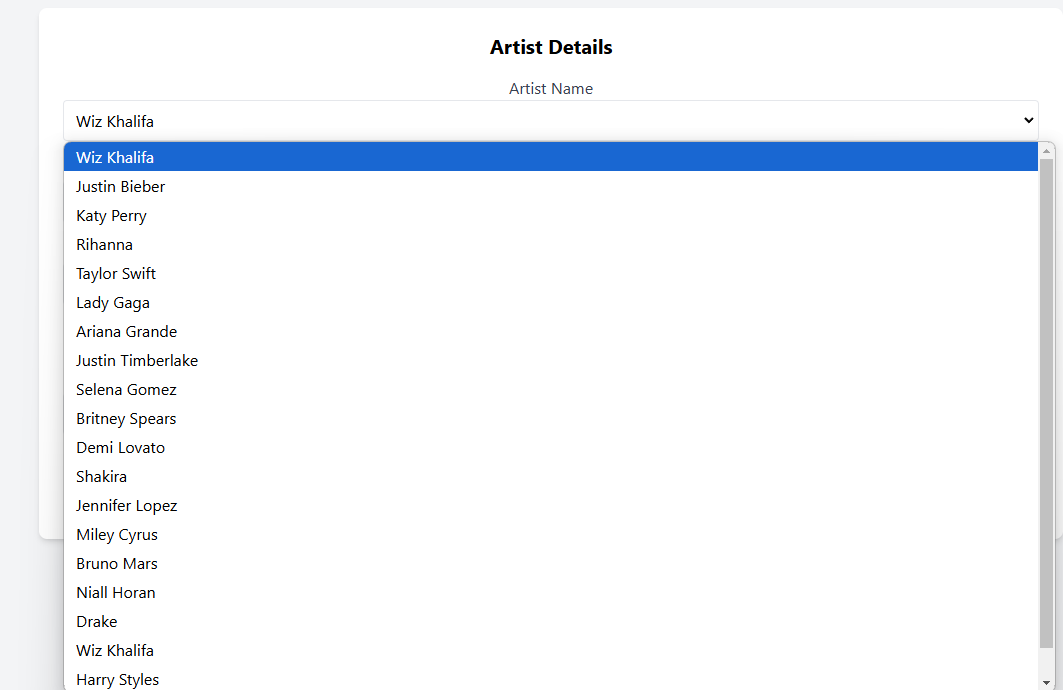 Artist Details
Artist Name
Wiz Khalifa
Wiz Khalifa
Justin Bieber
Katy Perry
Rihanna
Taylor Swift
Lady Gaga
Ariana Grande
Justin Timberlake
Selena Gomez
Britney Spears
Demi Lovato
Shakira
Jennifer Lopez
Miley Cyrus
Bruno Mars
Niall Horan
Drake
Wiz Khalifa
Harry Styles